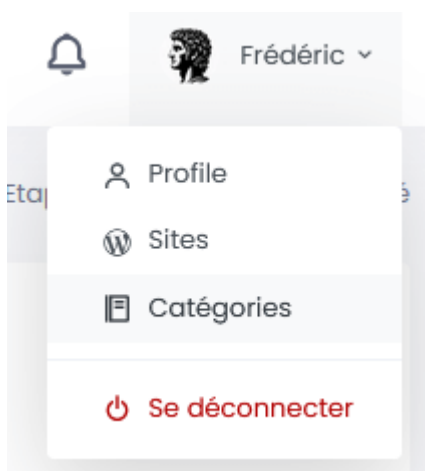 Frédéric
Profile
Sites
Catégories
Se déconnecter